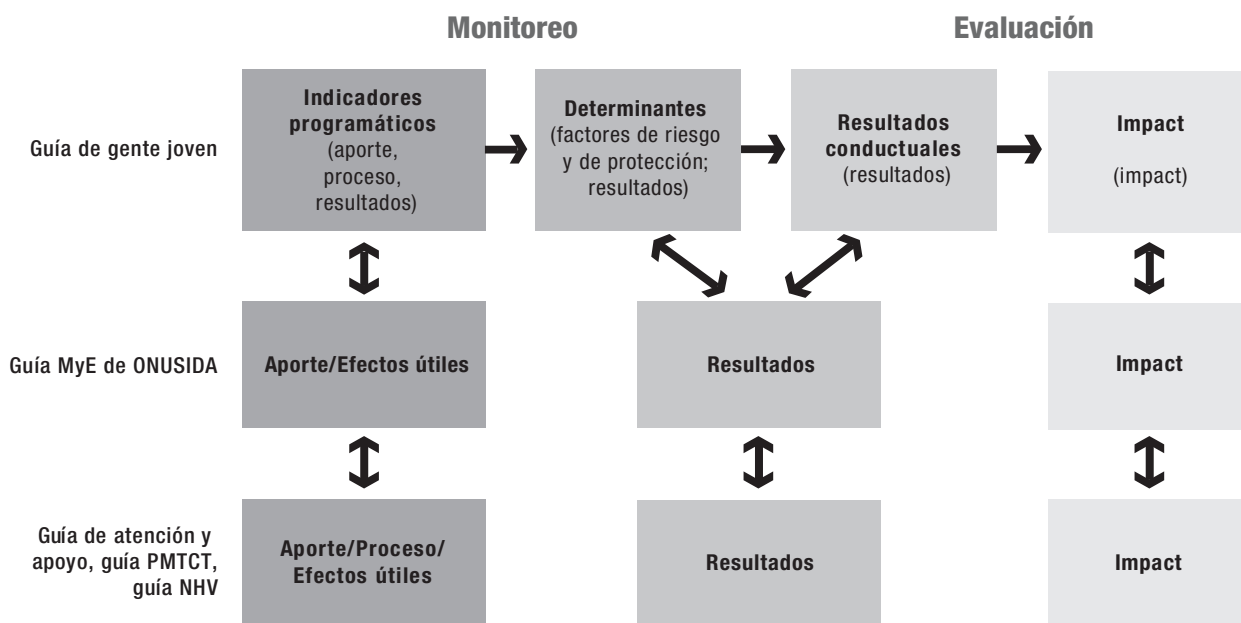 Monitoreo
Evaluación
Guía de gente joven
Indicadores
programáticos
(aporte,
proceso,
resultados)
Determinantes
(factores de riesgo
y de protección;
resultados)
Resultados
conductuales
(resultados)
Impact
(impact)
Guía MyE de ONUSIDA
Aporte/Efectos útiles
Resultados
Impact
Guía de atención y
apoyo, guía PMTCT,
guía NHV
Aporte/Proceso/
Efectos útiles
Resultados
Impact